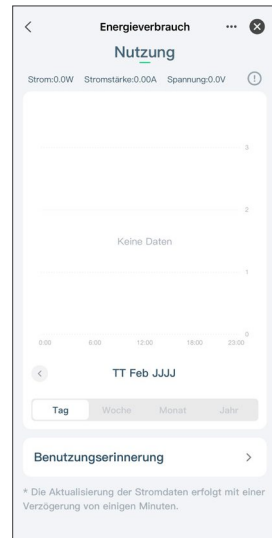 Energieverbrauch
Nutzung
Strom:0.0W Stromstärke:0.00A Spannung:0.0V
3
2
Keine Daten
1
0
0:00 6:00 12:00 18:00 23:00
TT Feb JJJJ
Tag Woche Monat Jahr
Benutzungserinnerung
* Die Aktualisierung der Stromdaten erfolgt mit einer
Verzögerung von einigen Minuten.